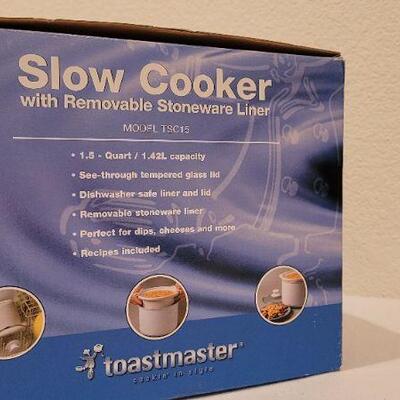 Slow Cooker
with Removable Stoneware Liner
MODEL TSC15
• 1.5 - Quart / 1.42L capacity
• See-through tempered glass lid
• Dishwasher safe liner and lid
• Removable stoneware liner
• Perfect for dips, cheeses and more
• Recipes included
toastmaster®
cookin' in style